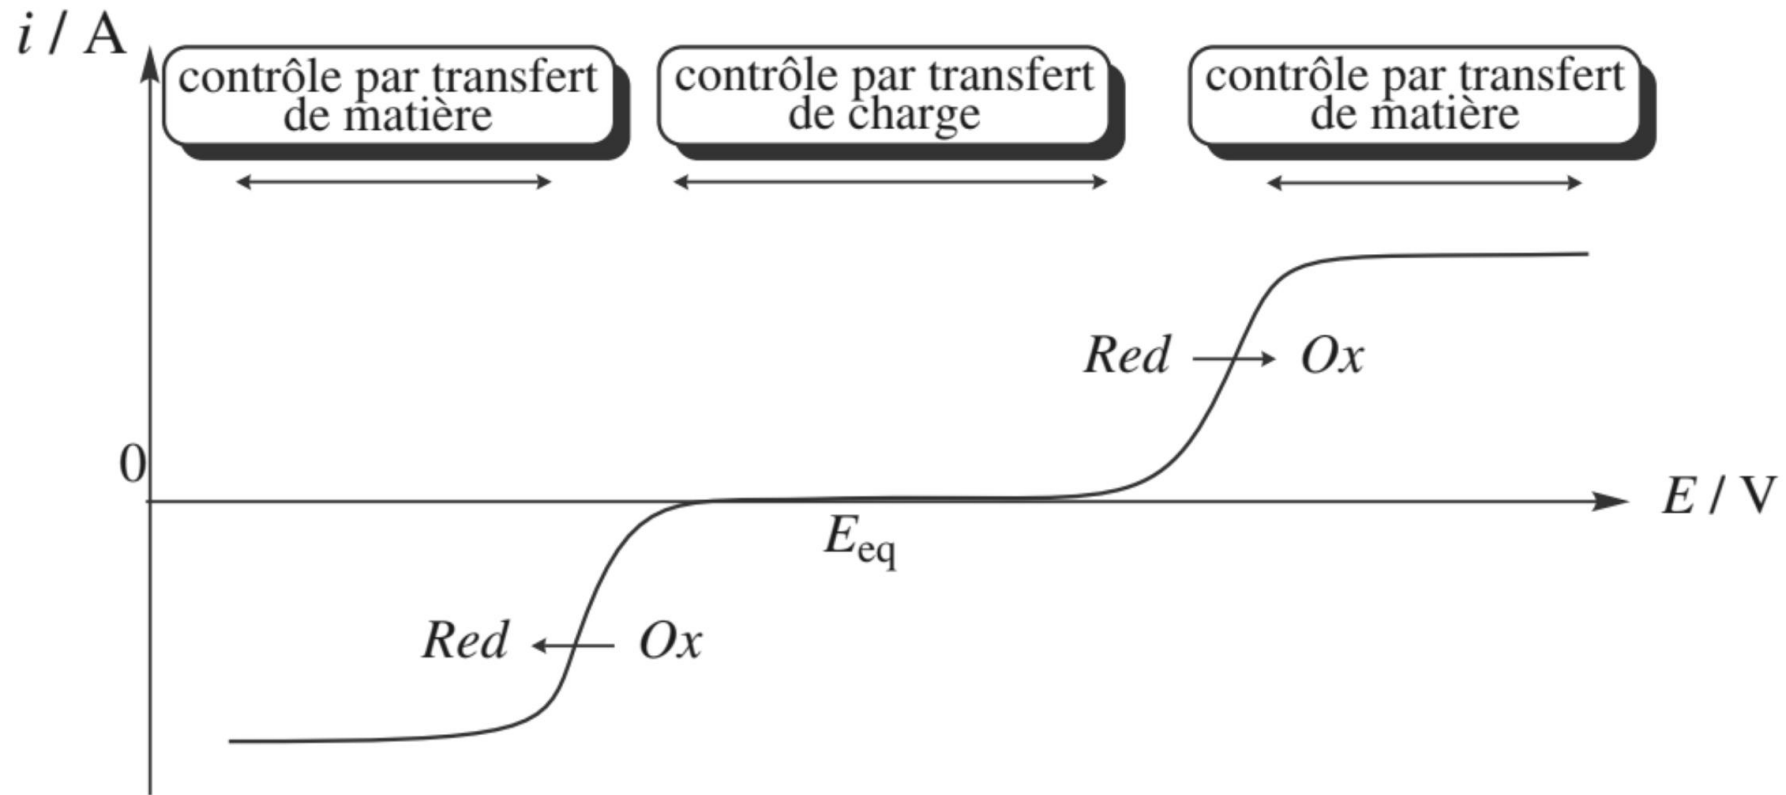 i / A
contrôle par transfert
de matière
contrôle par transfert
de charge
contrôle par transfert
de matière
Red → Ox
0
E / V
Eeq
Red ← Ox